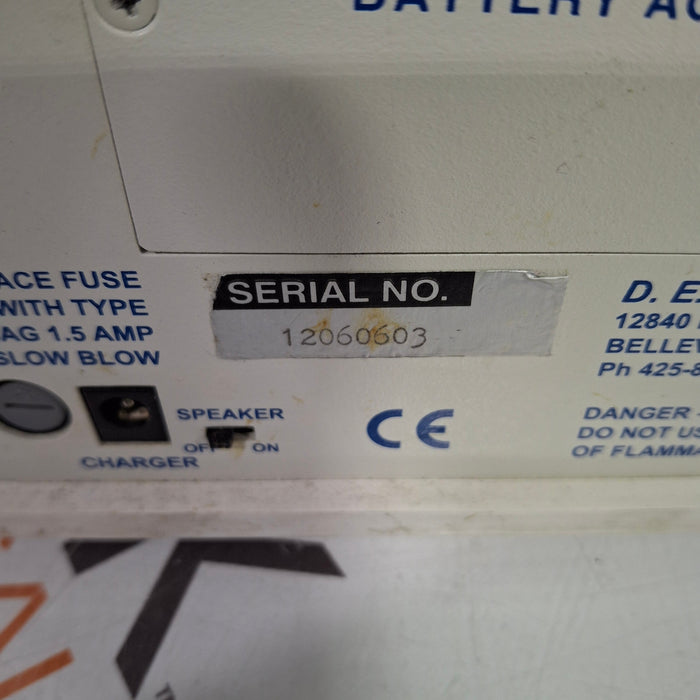 BATTERY AC
ACE FUSE
WITH TYPE
AG 1.5 AMP
SLOW BLOW
SERIAL NO.
12060603
SPEAKER
OFF ON
CHARGER
CE
D. E
12840
BELLEV
Ph 425-8
DANGER -
DO NOT US
OF FLAMMA